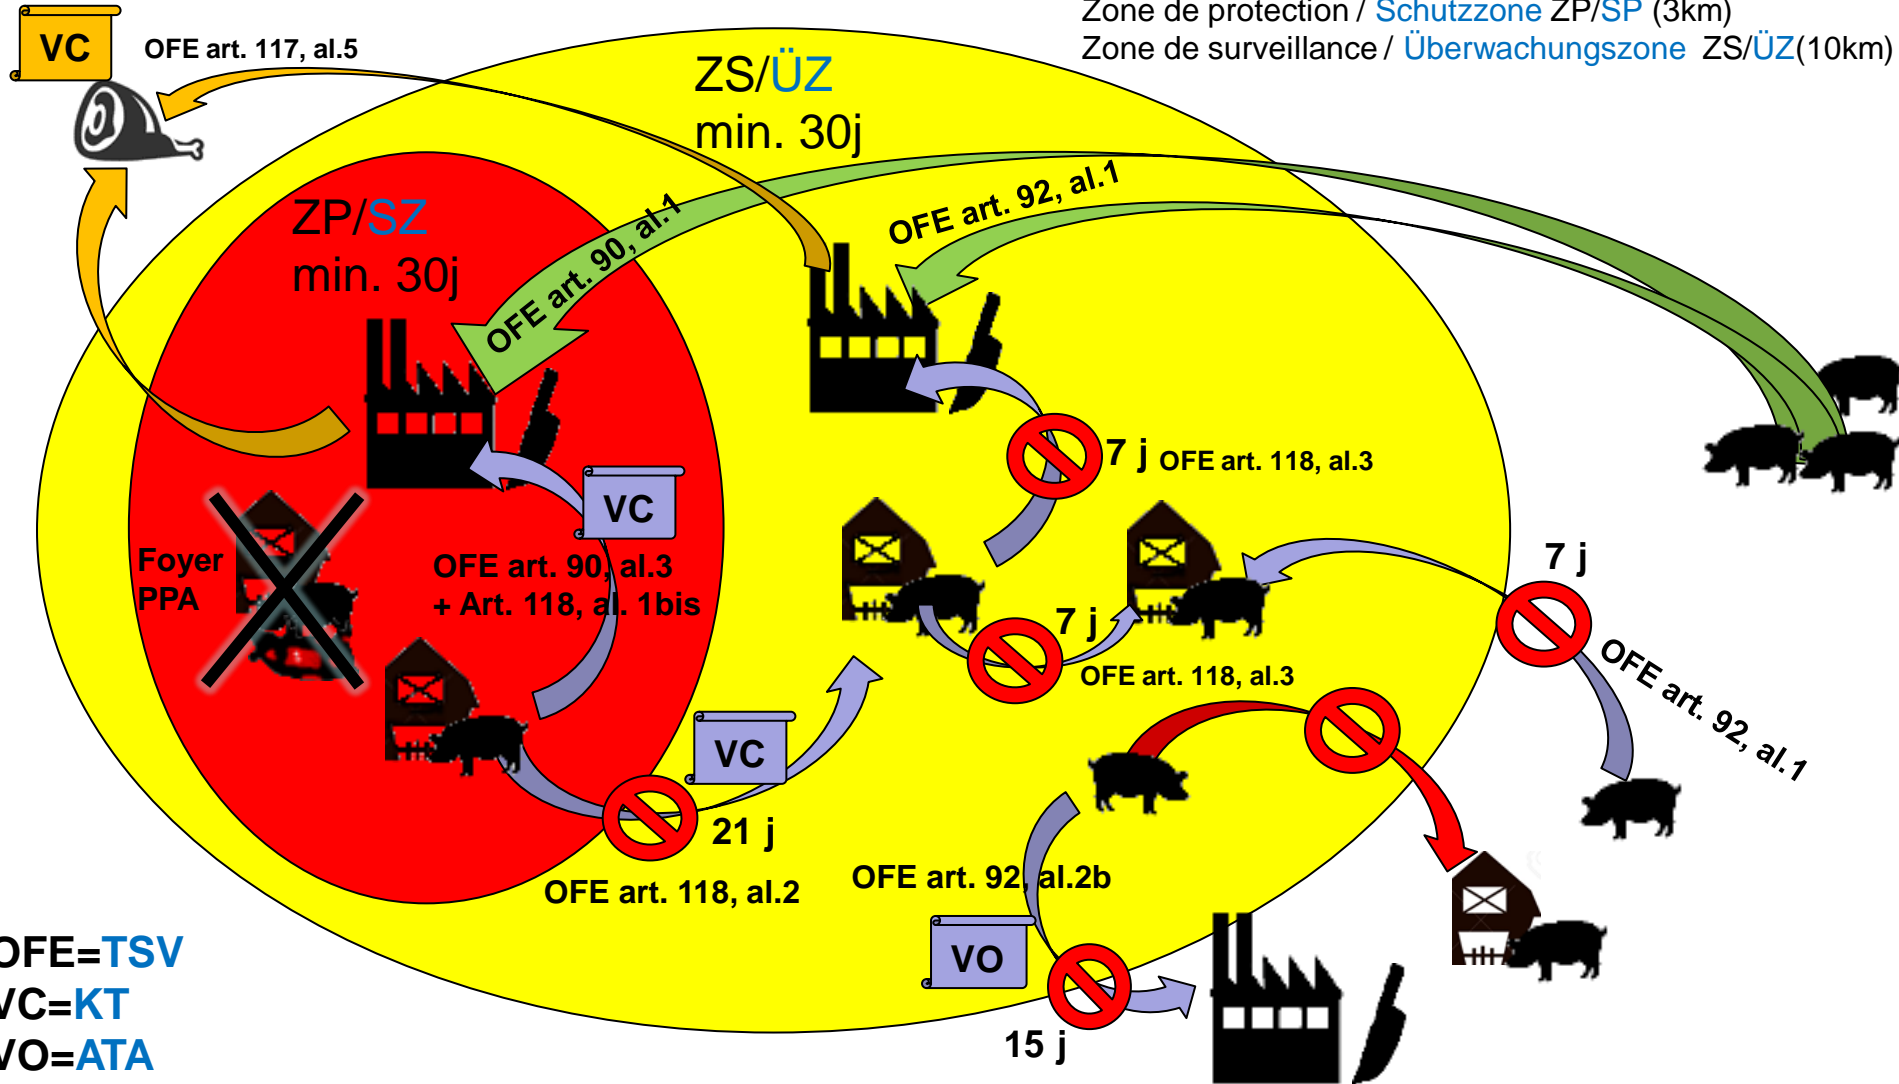 Zone de protection / Schutzzone ZP/SP (3km)
Zone de surveillance / Überwachungszone ZS/ÜZ(10km)
VC
OFE art. 117, al.5
ZS/ÜZ
min. 30j
ZP/SZ
min. 30j
OFE art. 90, al.1
OFE art. 92, al.1
7 j OFE art. 118, al.3
VC
Foyer
PPA
OFE art. 90, al.3
+ Art. 118, al. 1bis
7 j
7 j
OFE art. 118, al.3
OFE art. 92, al.1
VC
21 j
OFE art. 118, al.2
OFE art. 92, al.2b
VO
15 j
OFE=TSV
VC=KT
VO=ATA